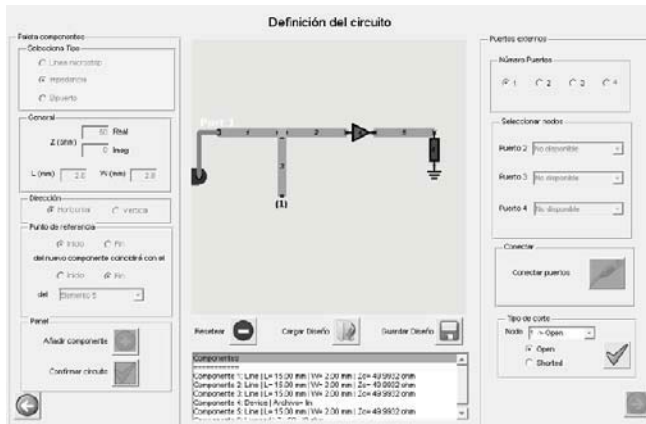 Definición del circuito
Paleta componentes
Selecciona Tipo
Linea microstrip
Impedancia
Bipuerto
General
Z (ohm)
50 Real
0 Imag
L (mm) 2.0 W (mm) 2.0
Dirección
Horizontal Vertical
Punto de referencia
Inicio Fin
del nuevo componente coincidirá con el
Inicio Fin
del Elemento 5
Panel
Añadir componente
Confirmar circuito
Port 1
1
2
3
5
(1)
Resetear
Cargar Diseño
Guardar Diseño
Componentes
===========
Componente 1: Line | L= 15.00 mm | W= 2.00 mm | Zo= 49.9932 ohm
Componente 2: Line | L= 15.00 mm | W= 2.00 mm | Zo= 49.9932 ohm
Componente 3: Line | L= 15.00 mm | W= 2.00 mm | Zo= 49.9932 ohm
Componente 4: Device | Archivo=
Componente 5: Line | L= 15.00 mm | W= 2.00 mm | Zo= 49.9932 ohm
Puertos externos
Número Puertos
1 2 3 4
Seleccionar nodos
Puerto 2 No disponible
Puerto 3 No disponible
Puerto 4 No disponible
Conectar
Conectar puertos
Tipo de corte
Nodo 1 -> Open
Open
Shorted